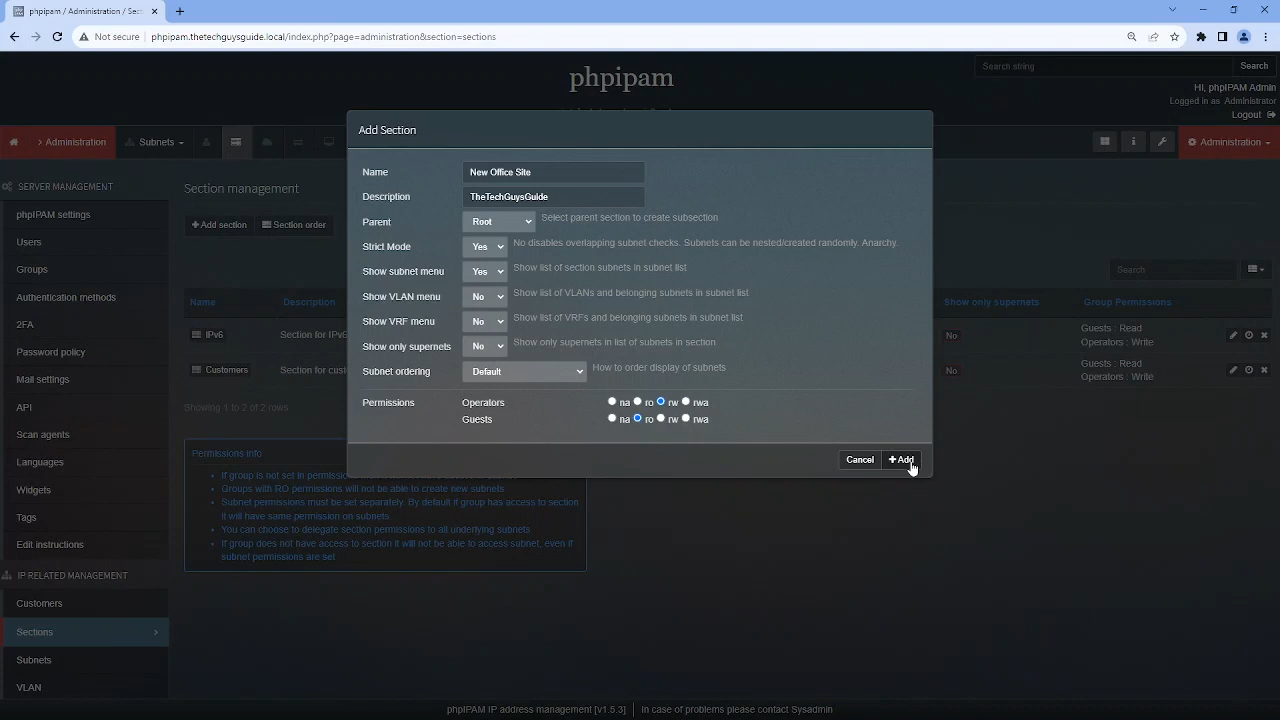 phpipam / Administration / Sect
Not secure
phpipam.thetechguysguide.local/index.php?page=administration&section=sections
phpipam
Search string
Search
Hi, phpIPAM Admin
Logged in as Administrator
Logout
Administration
Subnets
Administration
Add Section
Name
New Office Site
Description
TheTechGuysGuide
Parent
Root
Select parent section to create subsection
Strict Mode
Yes
No disables overlapping subnet checks. Subnets can be nested/created randomly. Anarchy.
Show subnet menu
Yes
Show list of section subnets in subnet list
Show VLAN menu
No
Show list of VLANs and belonging subnets in subnet list
Show VRF menu
No
Show list of VRFs and belonging subnets in subnet list
Show only supernets
No
Show only supernets in list of subnets in section
Subnet ordering
Default
How to order display of subnets
Permissions
Operators
na ro rw rwa
Guests
na ro rw rwa
Cancel
+Add
SERVER MANAGEMENT
phpIPAM settings
Users
Groups
Authentication methods
2FA
Password policy
Mail settings
API
Scan agents
Languages
Widgets
Tags
Edit instructions
IP RELATED MANAGEMENT
Customers
Sections
Subnets
VLAN
Section management
+Add section
Section order
Search
Name
Description
Show only supernets
Group Permissions
IPv6
Section for IPv6
No
Guests : Read
Operators : Write
Customers
Section for cust
No
Guests : Read
Operators : Write
Showing 1 to 2 of 2 rows
Permissions info
If group is not set in permissi
Groups with RO permissions will not be able to create new subnets
Subnet permissions must be set separately. By default if group has access to section
it will have same permission on subnets
You can choose to delegate section permissions to all underlying subnets
If group does not have access to section it will not be able to access subnet, even if
subnet permissions are set
phpIPAM IP address management [v1.5.3]
In case of problems please contact Sysadmin